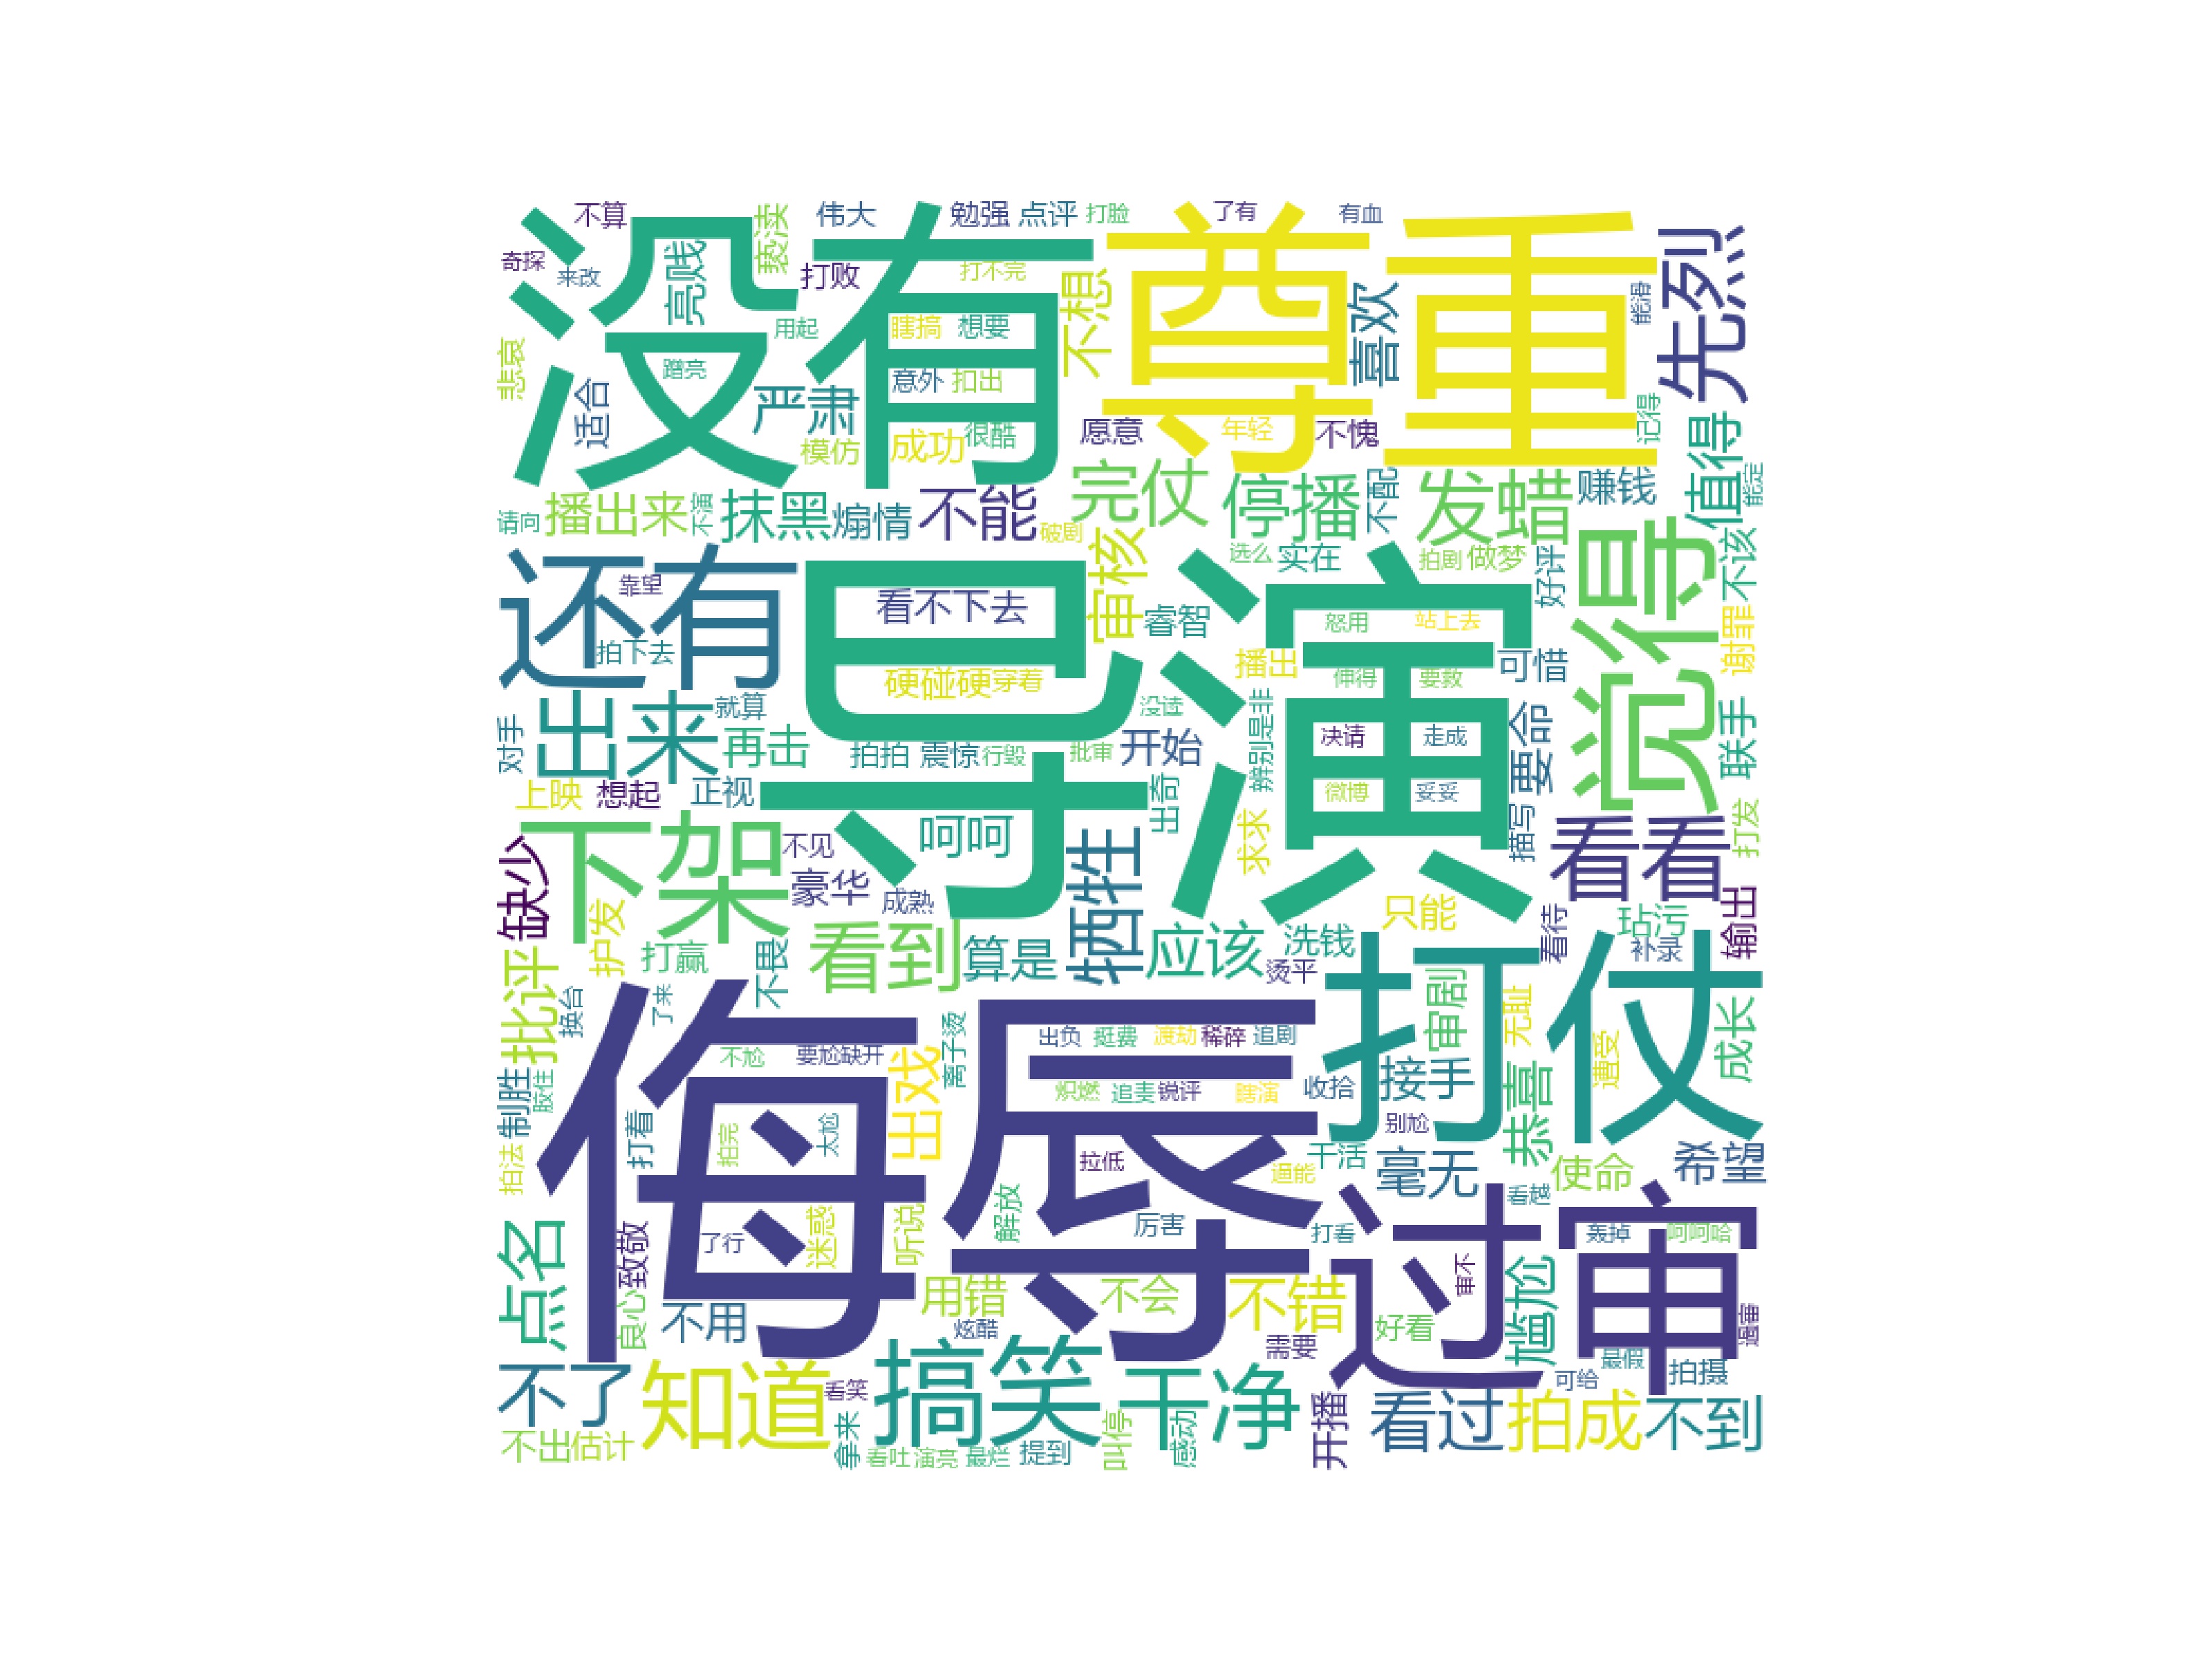 不算
伟大
勉强
点评
打脸
了有
有血
奇探
来改
亮贱
亵渎
打败
打不完
没有
尊重
先烈
不想
喜欢
能滑
悲哀
适合
蹭亮
用起
瞎搞
想要
严肃
意外
扣出
模仿
成功
很酷
愿意
年轻
不愧
记得
值得
请向
播出来
不演
抹黑
煽情
不能
破剧
完仗
停播
不配
发蜡
赚钱
能定
还有
靠望
拍下去
导演
看不下去
硬碰硬
穿着
审核
睿智
选么
实在
拍剧
做梦
好评
觉得
不该
谢罪
播出
怒用
站上去
伸得
要救
可惜
对手
出来
就算
再击
拍拍
震惊
行毁
批审
开始
辨别是非
决请
走成
微博
妥妥
要命
联手
上映
想起
正视
出奇
求求
描写
打发
缺少
下架
不见
呵呵
豪华
成熟
牺牲
看看
护发
打赢
不畏
看到
算是
应该
洗钱
烫平
只能
看待
玷污
补录
输出
批评
换台
了来
侮辱
打仗
宙剧
无耻
遭受
成长
制胜
胶住
不尬
要尬缺开
出戏
离子烫
出负
挺费
渡劫
稀碎
追剧
炽燃
追麦
锐评
瞎演
收拾
接手
恭喜
拍法
打着
拍完
太尬
拉低
逼能
干活
别尬
毫无
使命
看越
希望
点名
致敬
良心
了行
迷惑
听说
解放
厉害
打看
过审
审不
轰掉
呵呵哈
不用
用错
炫酷
不会
不错
需要
好看
尴尬
最假
拍摄
可给
不了
知道
看笑
搞笑
干净
开播
看过
拍成
不到
不出
估计
拿来
看吐
演亮
最烂
提到
叫停
感动